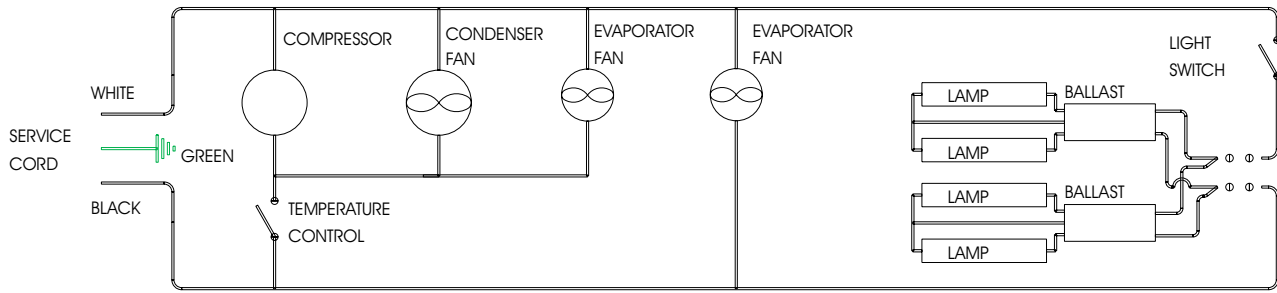 COMPRESSOR
CONDENSER
FAN
EVAPORATOR
FAN
EVAPORATOR
FAN
LIGHT
SWITCH
WHITE
SERVICE
CORD
GREEN
BLACK
TEMPERATURE
CONTROL
LAMP
BALLAST
LAMP
LAMP
BALLAST
LAMP